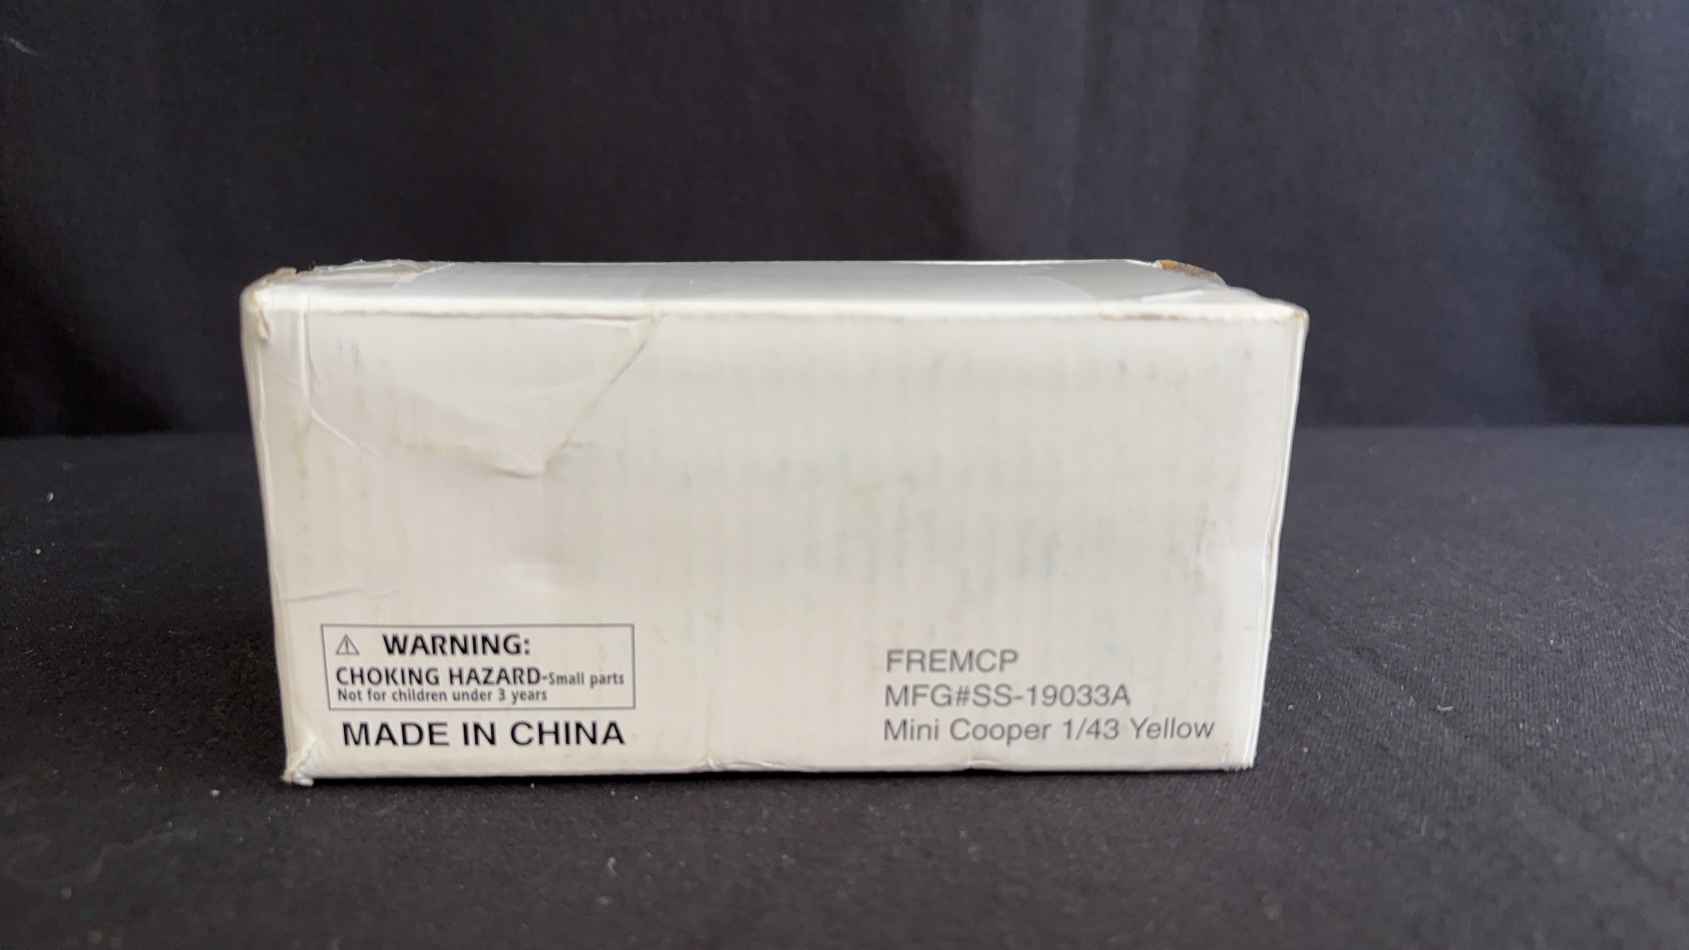 WARNING:
CHOKING HAZARD-Small parts
Not for children under 3 years
MADE IN CHINA
FREMCP
MFG#SS-19033A
Mini Cooper 1/43 Yellow